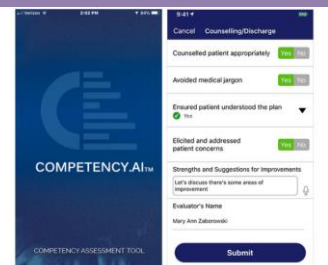 Verizon
2:02 PM
COMPETENCY.AI™
COMPETENCY ASSESSMENT TOOL
9:41
Cancel Counselling/Discharge
Counselled patient appropriately Yes No
Avoided medical jargon Yes No
Ensured patient understood the plan
Yes
Elicited and addressed
patient concerns Yes No
Strengths and Suggestions for Improvements
Let's discuss there's some areas of
improvement
Evaluator's Name
Mary Ann Zaborowski
Submit